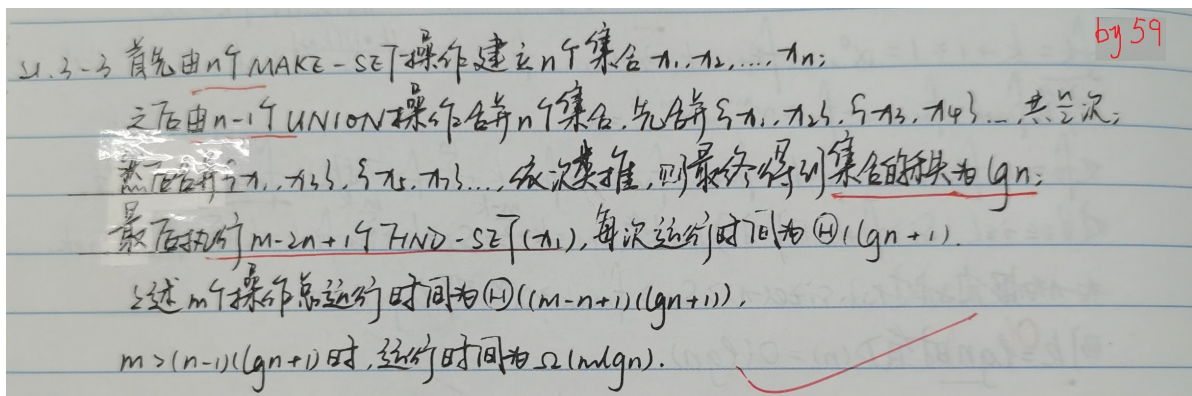 by 59
21.3-3 首先由n个MAKE-SET操作建立n个集合x₁,x₂,...,xₙ;
之后由n-1个UNION操作合并n个集合,先合并{x₁,x₂},{x₃,x₄}...,共n/2次;
然后合并{x₁,x₃},{x₅,x₇}...,依次类推,则最终得到集合的秩为lgn;
最后执行m-2n+1个FIND-SET(x₁),每次运行时间为Θ(lgn+1).
上述m个操作总运行时间为Θ((m-n+1)(lgn+1)),
m>(n-1)(lgn+1)时,运行时间为Ω(mlgn).